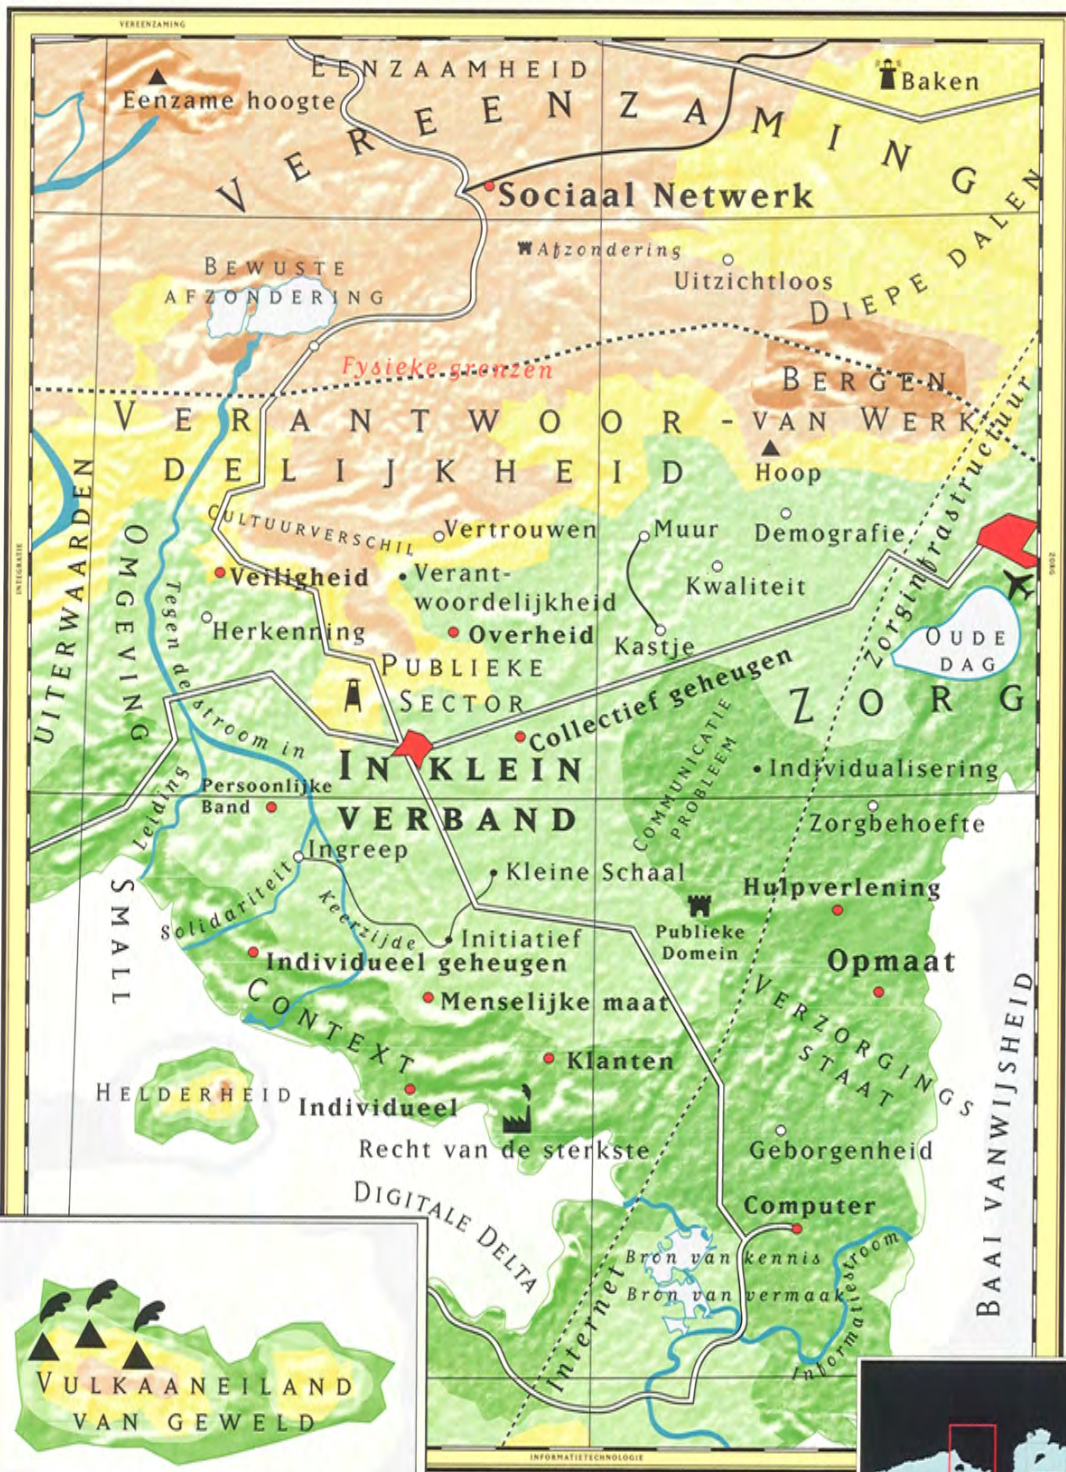 VEREENZAMING
EENZAAMHEID
Eenzame hoogte
Baken
VEREENZAMING
Sociaal Netwerk
Afzondering
Uitzichtloos
DIEPE DALEN
BEWUSTE
AFZONDERING
Fysieke grenzen
BERGEN
VAN WERK
VERANTWOOR-
DELIJKHEID
Hoop
UITERWAARDEN
OMGEVING
CULTUURVERSCHIL
Vertrouwen
Muur
Demografie
Zorginfrastructuur
INTEGRATIE
ZORG
Veiligheid
Verant-
woordelijkheid
Kwaliteit
Tegen de stroom in
Herkenning
Overheid
Kastje
OUDE
DAG
PUBLIEKE
SECTOR
Collectief geheugen
ZORG
IN KLEIN
VERBAND
COMMUNICATIE
PROBLEEM
Individualisering
Leiding
Persoonlijke
Band
Zorgbehoefte
Ingreep
Kleine Schaal
SMALL
Solidariteit
Keerzijde
Initiatief
Hulpverlening
Publieke
Domein
Individueel geheugen
Opmaat
CONTEXT
Menselijke maat
VERZORGINGS
STAAT
BAAI VANWIJSHEID
Klanten
HELDERHEID
Individueel
Recht van de sterkste
Geborgenheid
DIGITALE DELTA
Computer
Bron van kennis
Bron van vermaak
Informatiestroom
Internet
VULKAANEILAND
VAN GEWELD
INFORMATIETECHNOLOGIE